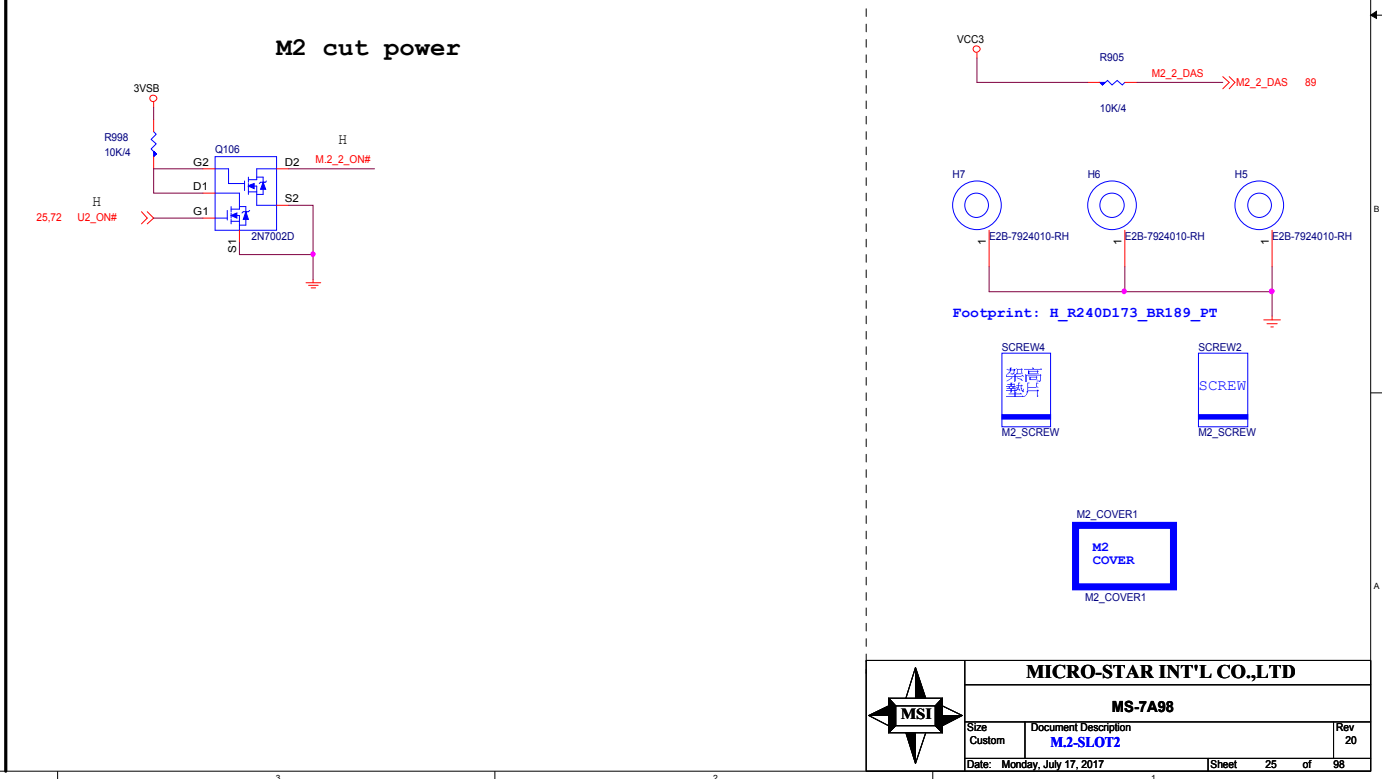 M2 cut power
3VSB
R998
10K/4
Q106
G2
D2
H
M.2_2_ON#
D1
S2
H
25,72 U2_ON#
G1
2N7002D
S1
VCC3
R905
M2_2_DAS
M2_2_DAS 89
10K/4
H7
H6
H5
E2B-7924010-RH
E2B-7924010-RH
E2B-7924010-RH
1
1
1
Footprint: H_R240D173_BR189_PT
SCREW4
SCREW2
架高
墊片
SCREW
M2_SCREW
M2_SCREW
M2_COVER1
M2
COVER
M2_COVER1
B
A
MSI
MICRO-STAR INT'L CO.,LTD
MS-7A98
Size
Custom
Document Description
M.2-SLOT2
Rev
20
Date: Monday, July 17, 2017
Sheet 25 of 98
3
2
1